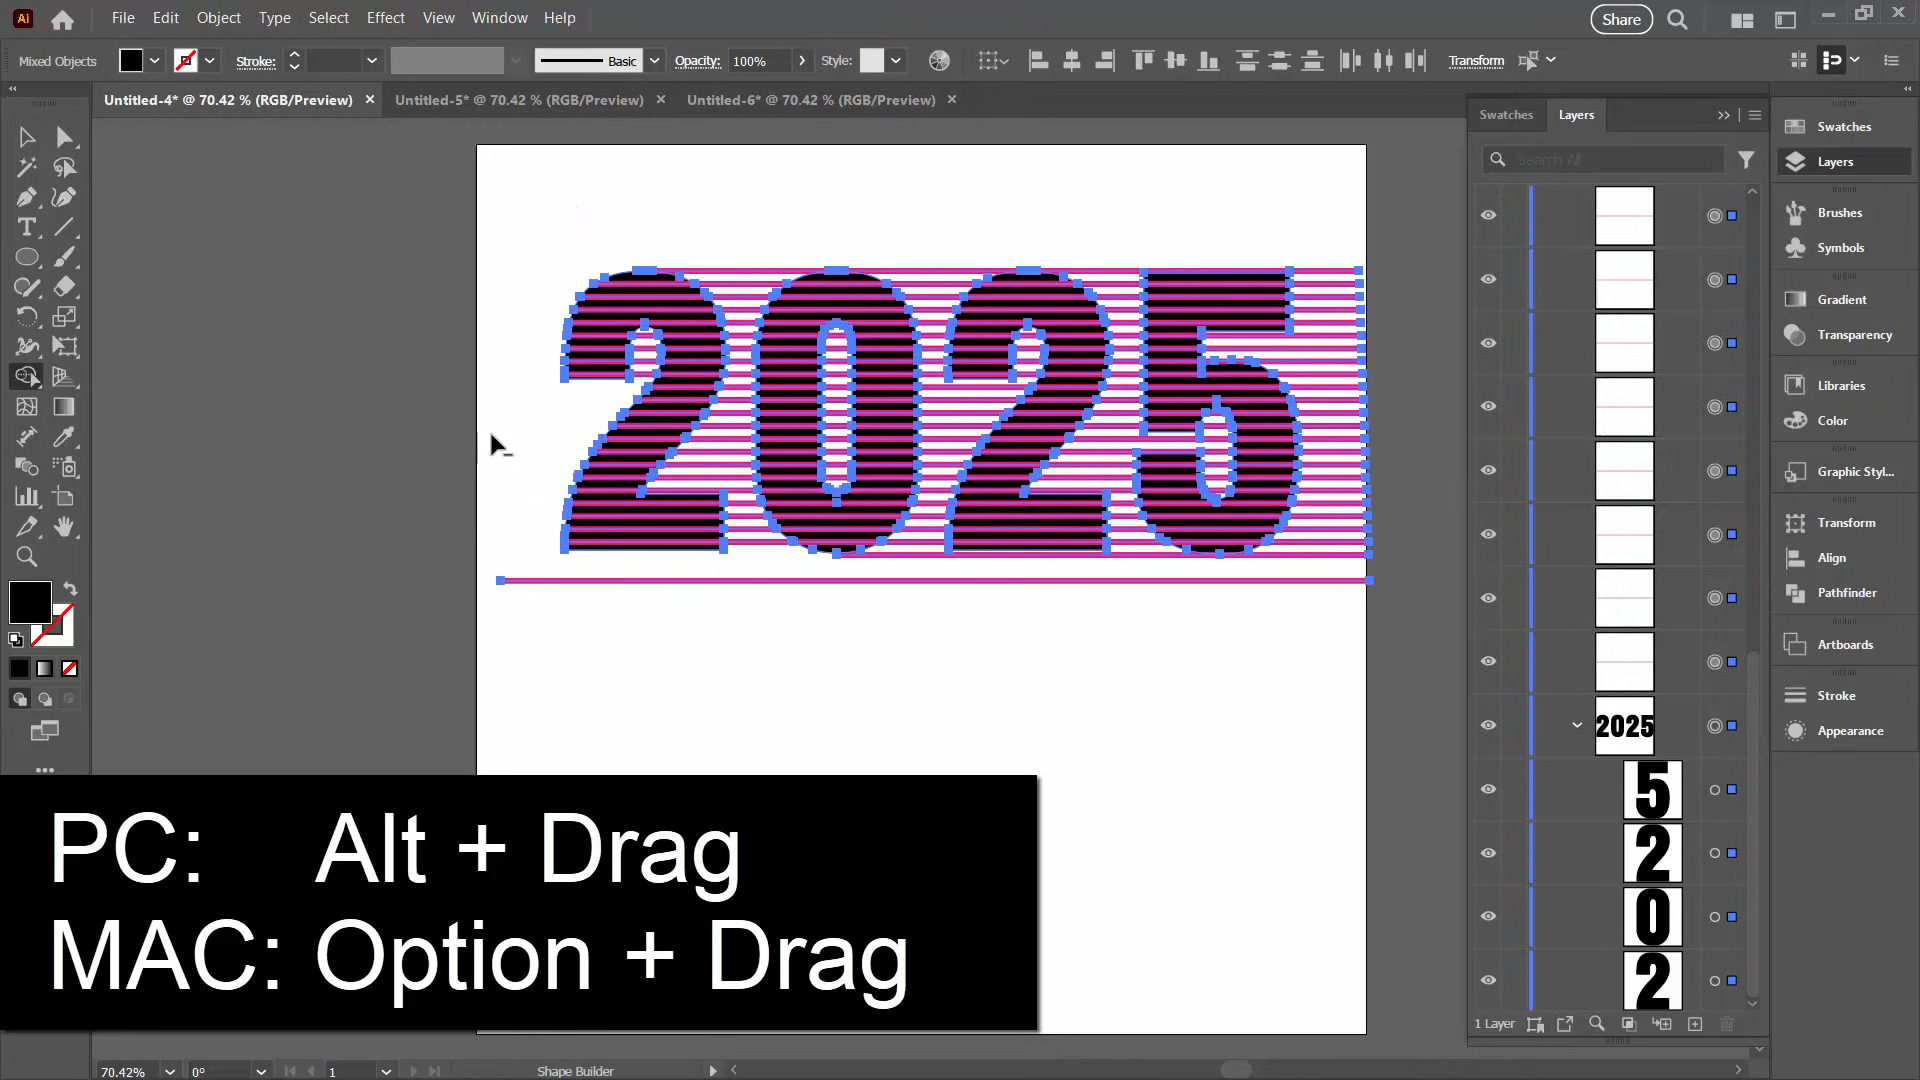 Ai File Edit Object Type Select Effect View Window Help Share
Mixed Objects Stroke: Basic Opacity: 100% Style: Transform
Untitled-4* @ 70.42 % (RGB/Preview) Untitled-5* @ 70.42 % (RGB/Preview) Untitled-6* @ 70.42 % (RGB/Preview)
Swatches Layers
Search All
Swatches
Layers
Brushes
Symbols
Gradient
Transparency
Libraries
Color
Graphic Styl...
Transform
Align
Pathfinder
Artboards
Stroke
Appearance
2025
2025
5
2
0
2
1 Layer
PC: Alt + Drag
MAC: Option + Drag
70.42% 0° 1 Shape Builder